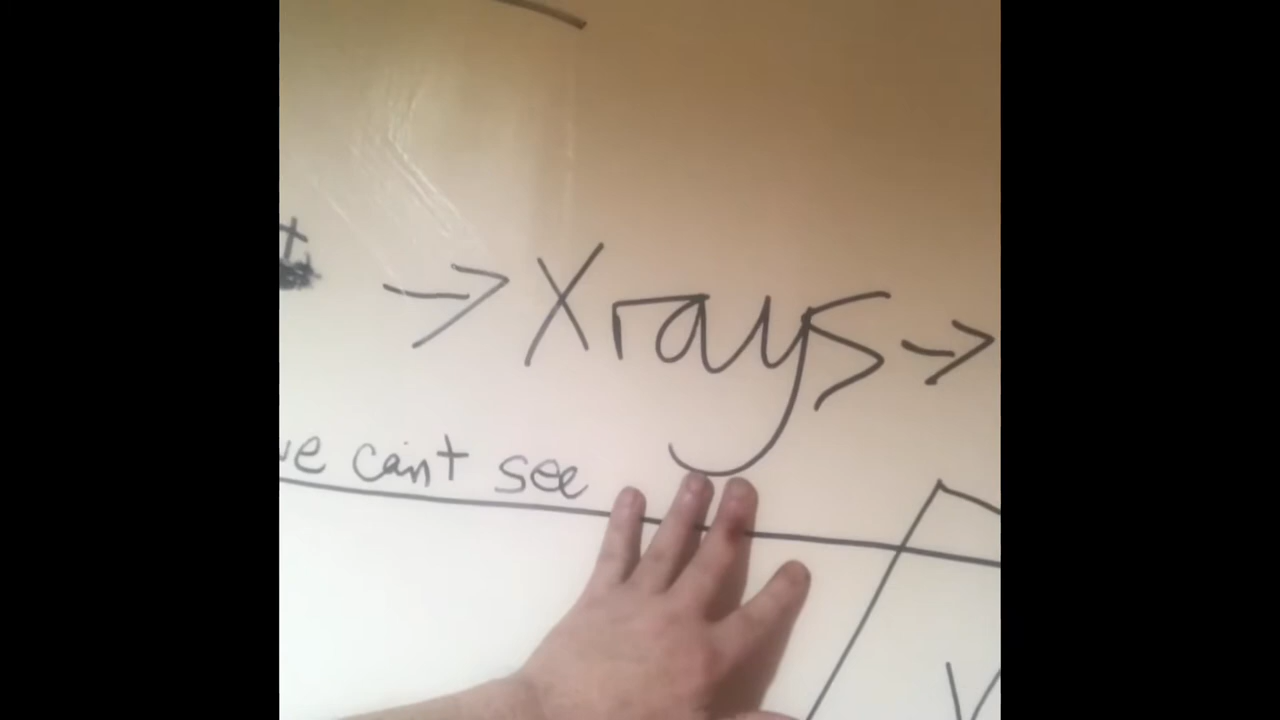 → Xrays →
we can't see